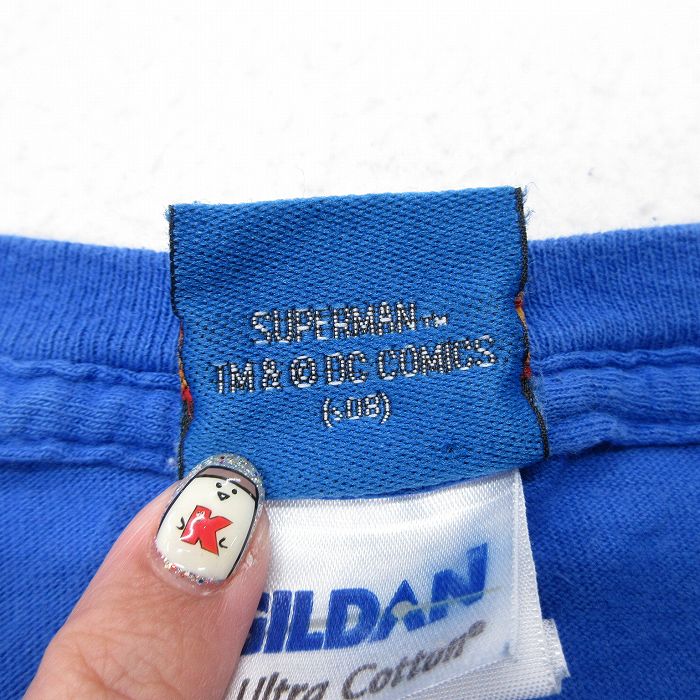 SUPERMAN™
TM & © DC COMICS
(s08)
K
GILDAN
Ultra Cotton®